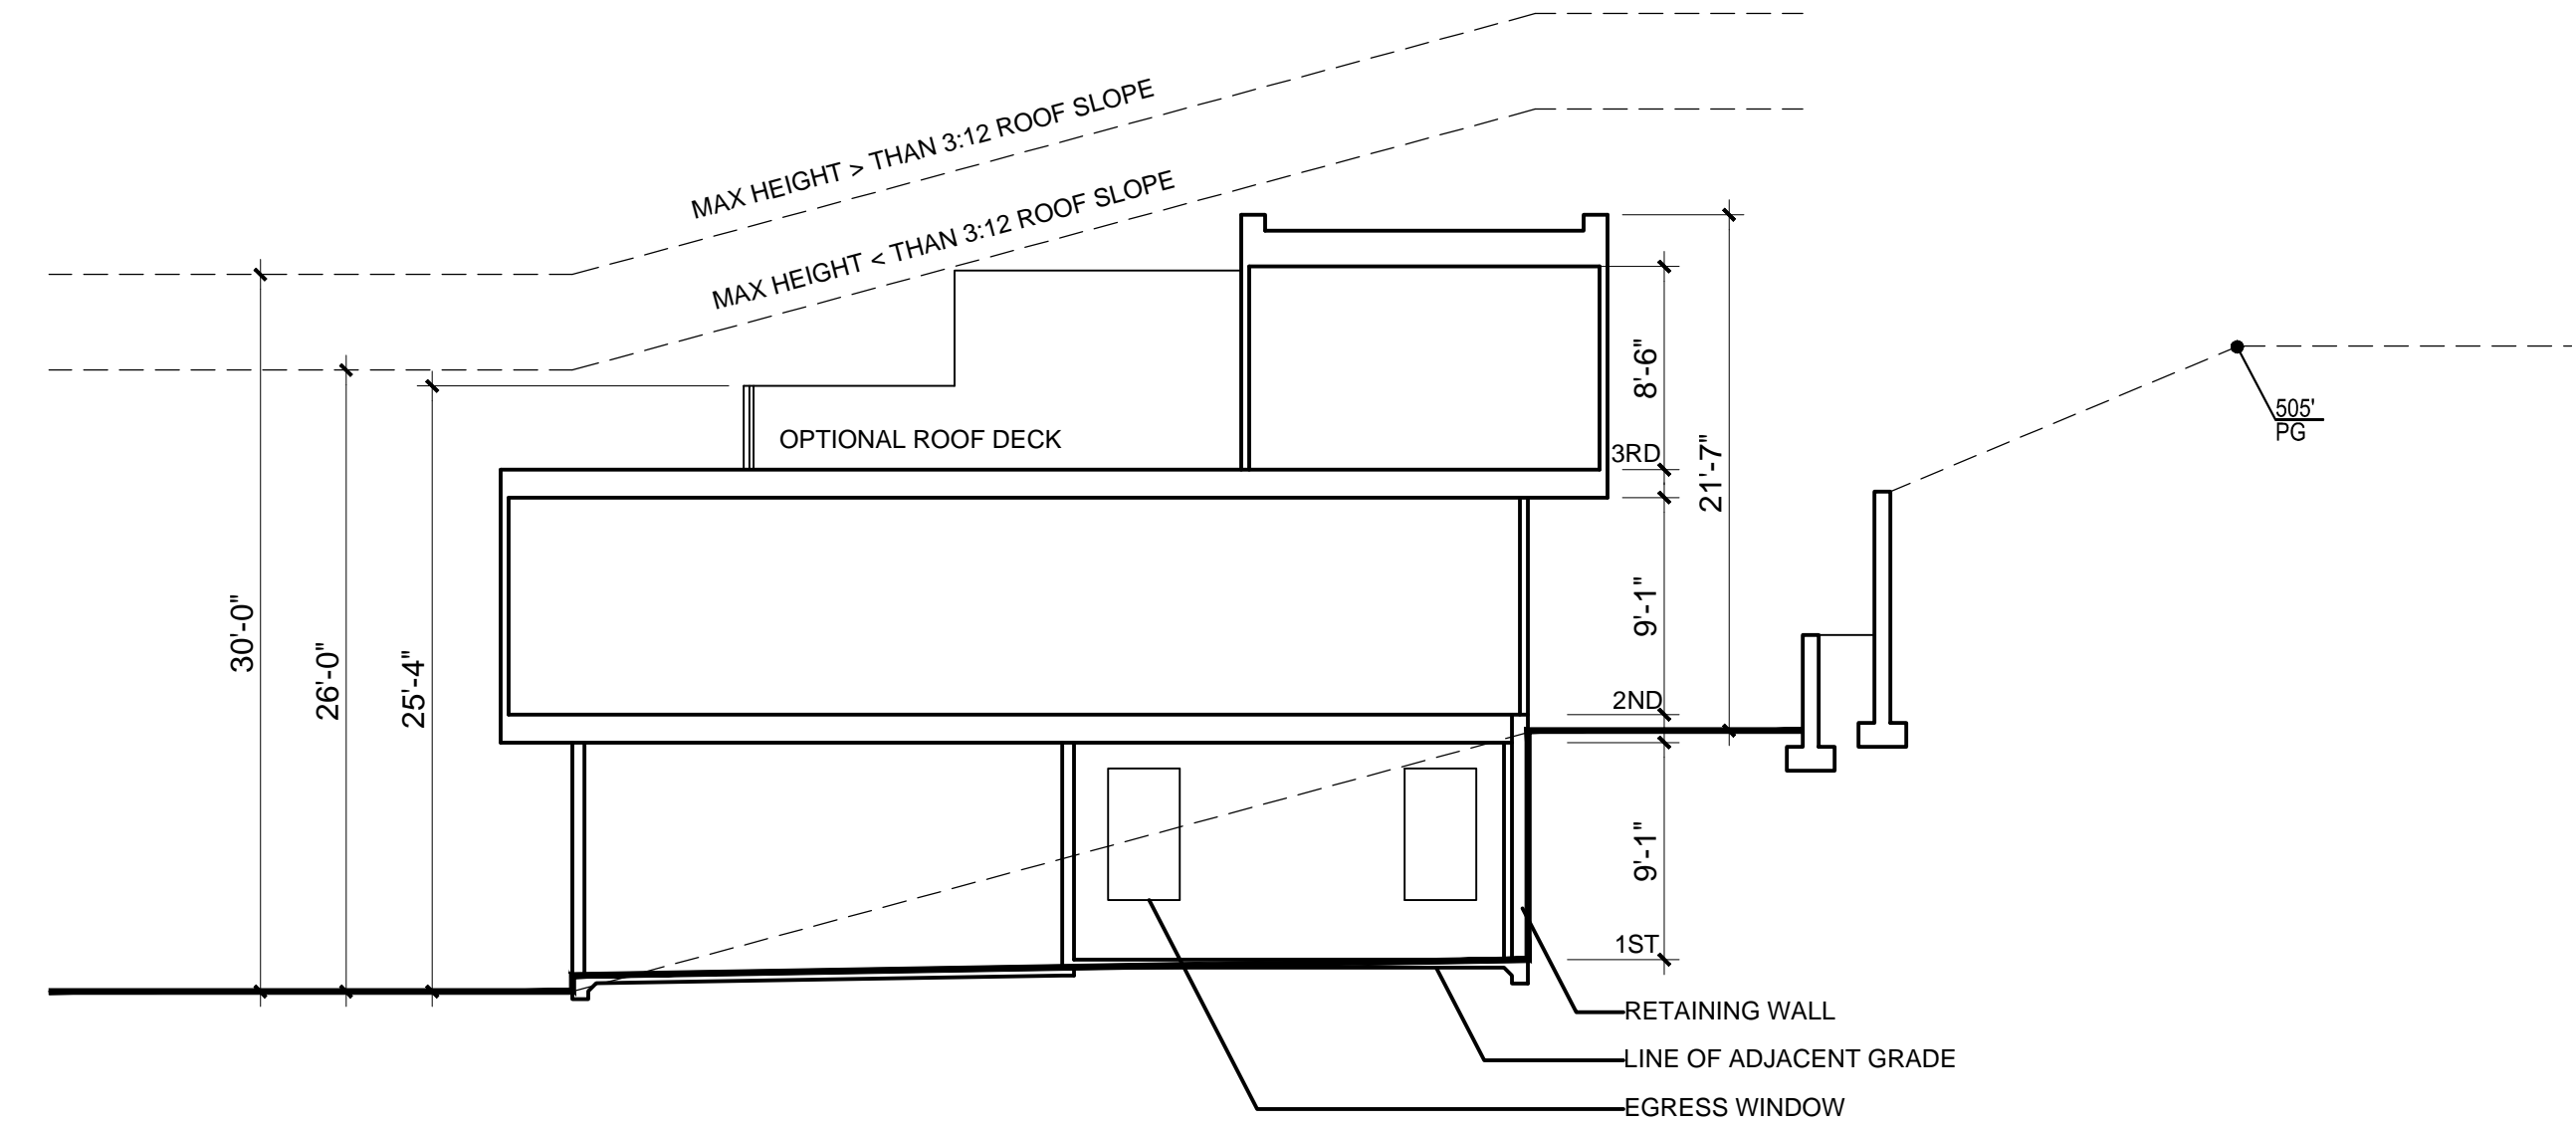 MAX HEIGHT > THAN 3:12 ROOF SLOPE
MAX HEIGHT < THAN 3:12 ROOF SLOPE
8'-6"
505'
PG
OPTIONAL ROOF DECK
3RD
21'-7"
9'-1"
30'-0"
26'-0"
25'-4"
2ND
9'-1"
1ST
RETAINING WALL
LINE OF ADJACENT GRADE
EGRESS WINDOW